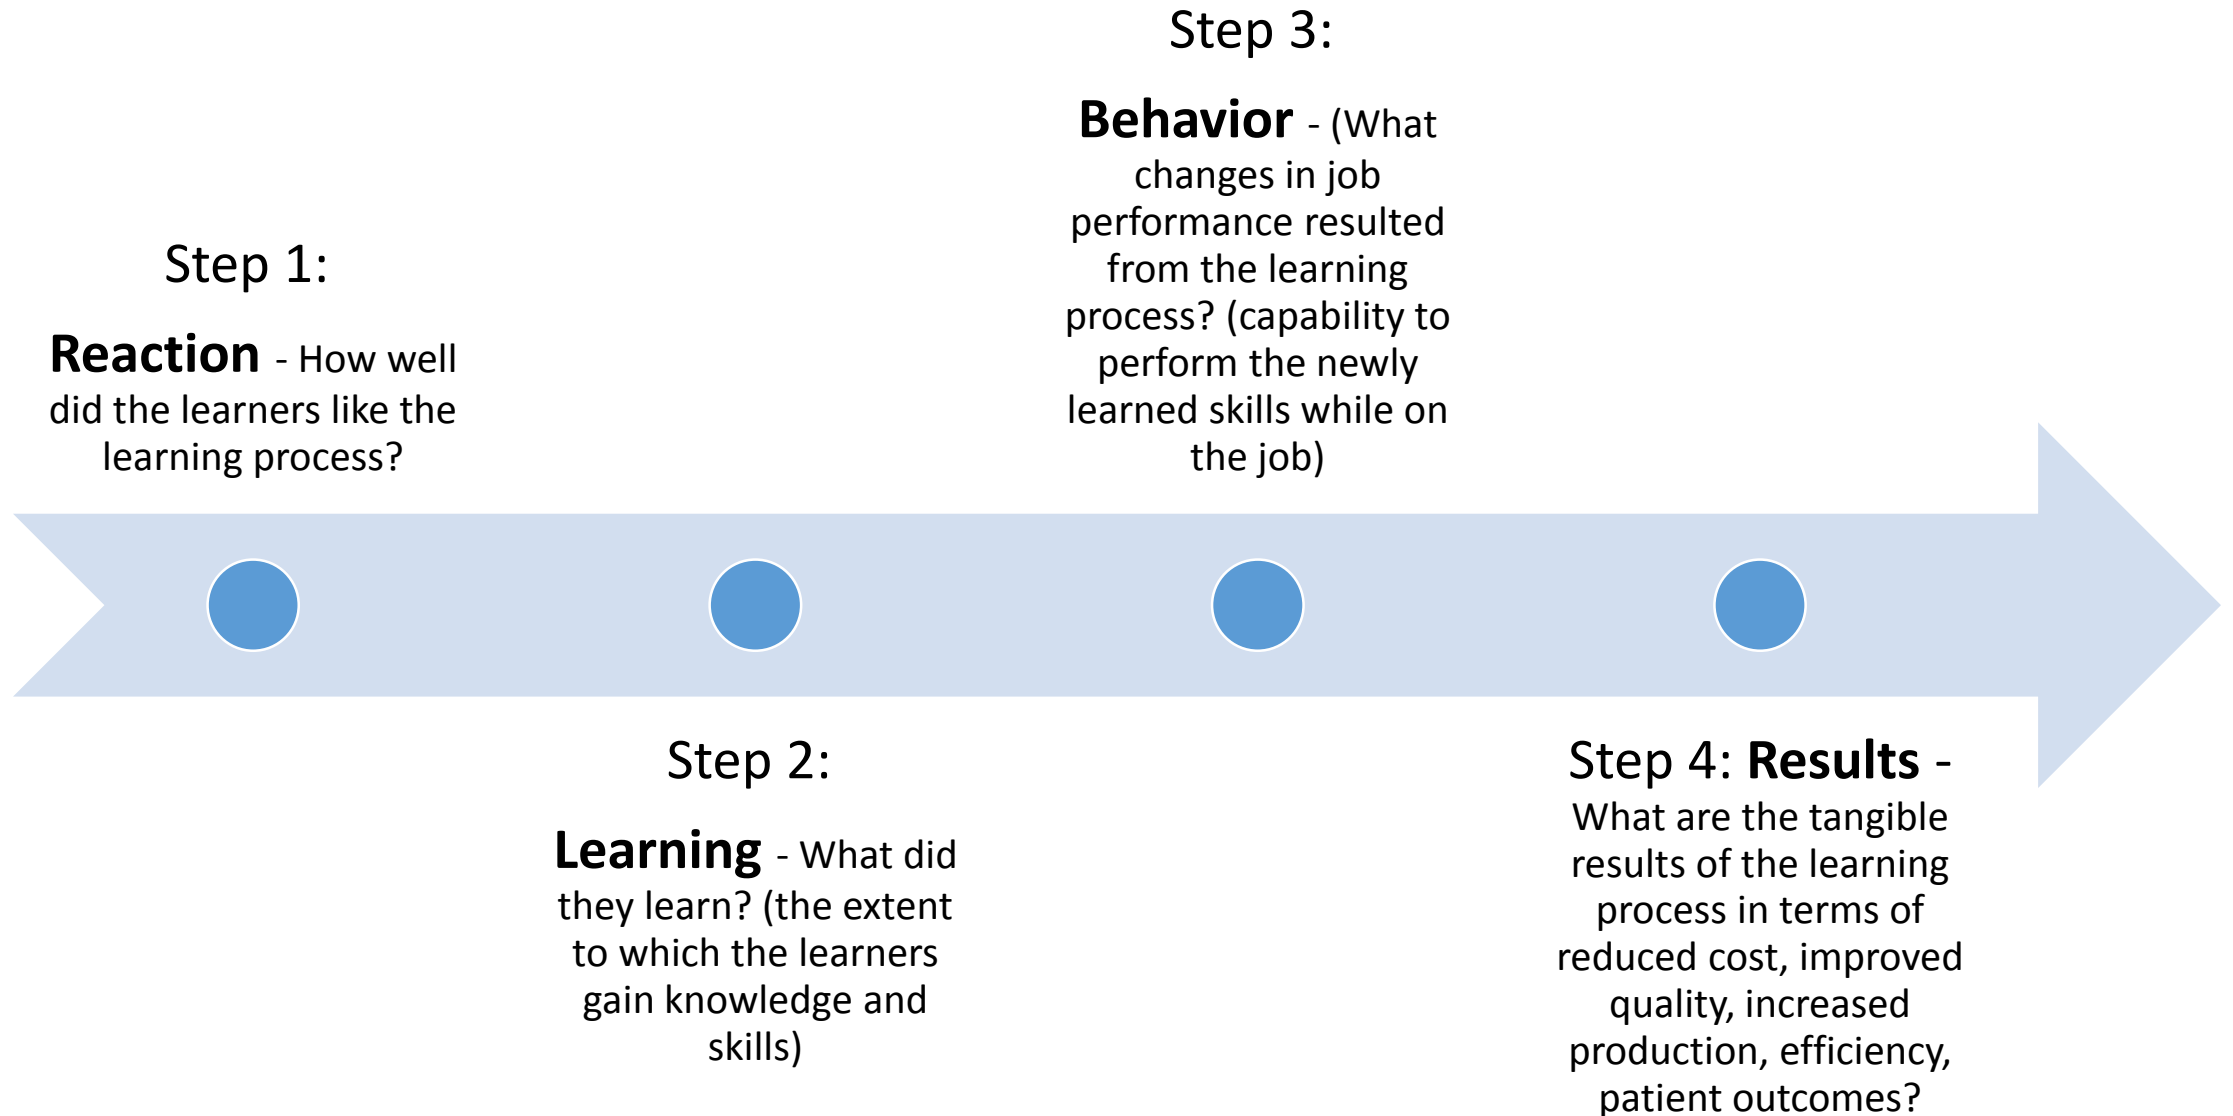 Step 1:
Reaction - How well
did the learners like the
learning process?
Step 2:
Learning - What did
they learn? (the extent
to which the learners
gain knowledge and
skills)
Step 3:
Behavior - (What
changes in job
performance resulted
from the learning
process? (capability to
perform the newly
learned skills while on
the job)
Step 4: Results -
What are the tangible
results of the learning
process in terms of
reduced cost, improved
quality, increased
production, efficiency,
patient outcomes?